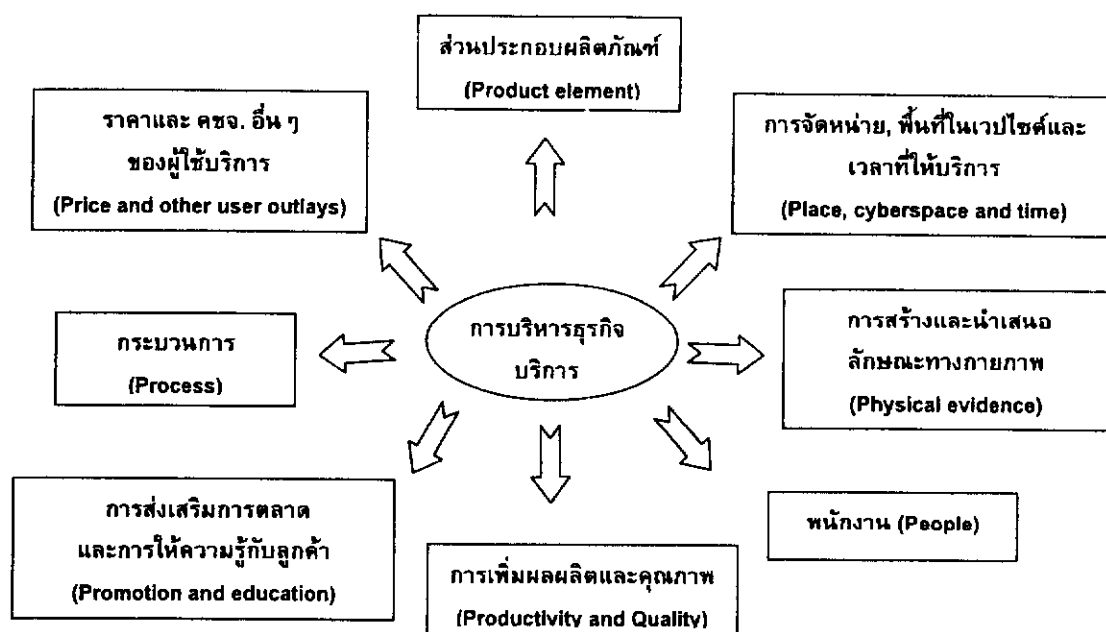 ส่วนประกอบผลิตภัณฑ์
(Product element)
ราคาและ คชจ. อื่น ๆ
ของผู้ใช้บริการ
(Price and other user outlays)
การจัดหน่าย, พื้นที่ในเวปไซด์และ
เวลาที่ให้บริการ
(Place, cyberspace and time)
การบริหารธุรกิจ
บริการ
กระบวนการ
(Process)
การสร้างและนำเสนอ
ลักษณะทางกายภาพ
(Physical evidence)
การส่งเสริมการตลาด
และการให้ความรู้กับลูกค้า
(Promotion and education)
การเพิ่มผลผลิตและคุณภาพ
(Productivity and Quality)
พนักงาน (People)